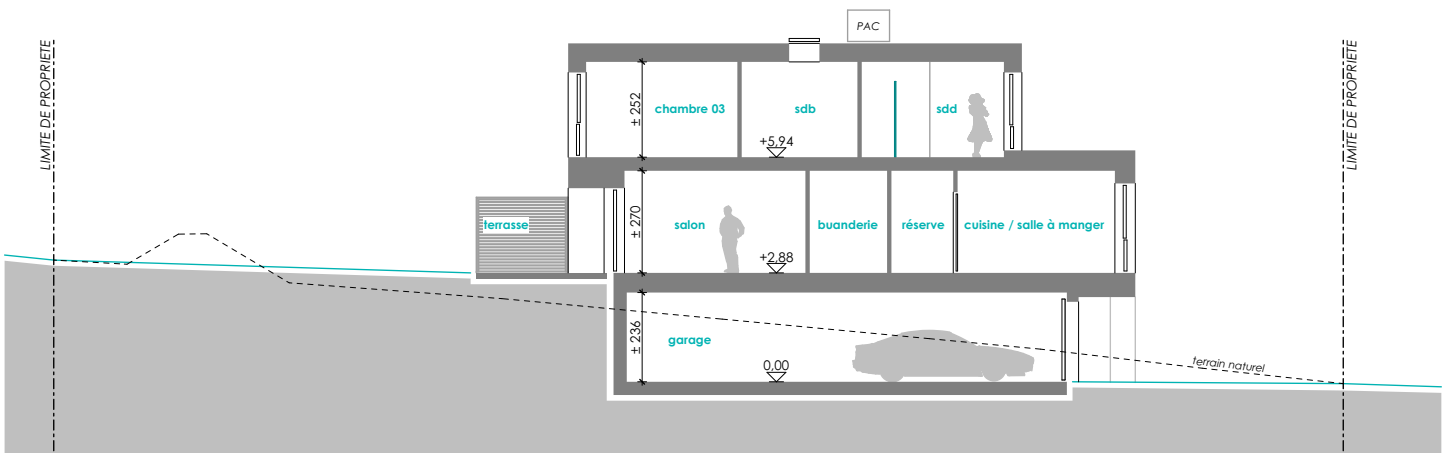 PAC
LIMITE DE PROPRIETE
LIMITE DE PROPRIETE
± 252
chambre 03
sdb
sdd
+5,94
± 270
terrasse
salon
buanderie
réserve
cuisine / salle à manger
+2,88
± 236
garage
0,00
terrain naturel